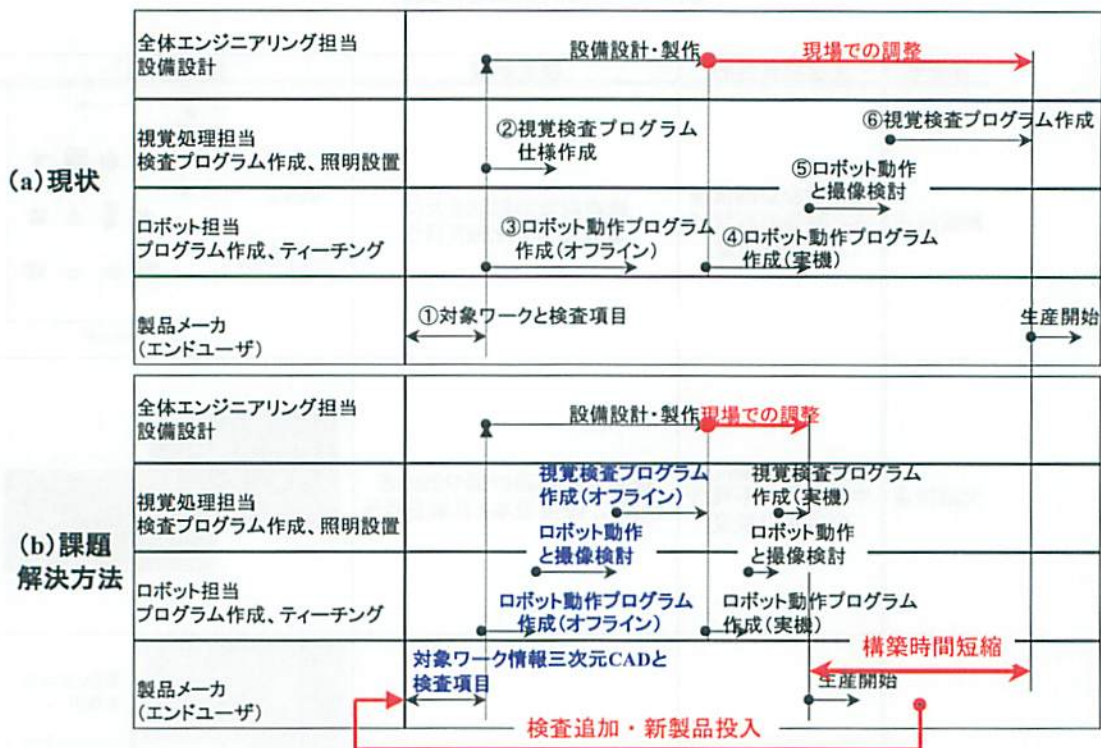 (a)現状
全体エンジニアリング担当
設備設計
設備設計・製作
現場での調整
視覚処理担当
検査プログラム作成、照明設置
②視覚検査プログラム
仕様作成
⑥視覚検査プログラム作成
⑤ロボット動作
と撮像検討
ロボット担当
プログラム作成、ティーチング
③ロボット動作プログラム
作成(オフライン)
④ロボット動作プログラム
作成(実機)
製品メーカ
(エンドユーザ)
①対象ワークと検査項目
生産開始
(b)課題
解決方法
全体エンジニアリング担当
設備設計
設備設計・製作
現場での調整
視覚処理担当
検査プログラム作成、照明設置
視覚検査プログラム
作成(オフライン)
視覚検査プログラム
作成(実機)
ロボット動作
と撮像検討
ロボット動作
と撮像検討
ロボット担当
プログラム作成、ティーチング
ロボット動作プログラム
作成(オフライン)
ロボット動作プログラム
作成(実機)
構築時間短縮
製品メーカ
(エンドユーザ)
対象ワーク情報三次元CADと
検査項目
生産開始
検査追加・新製品投入